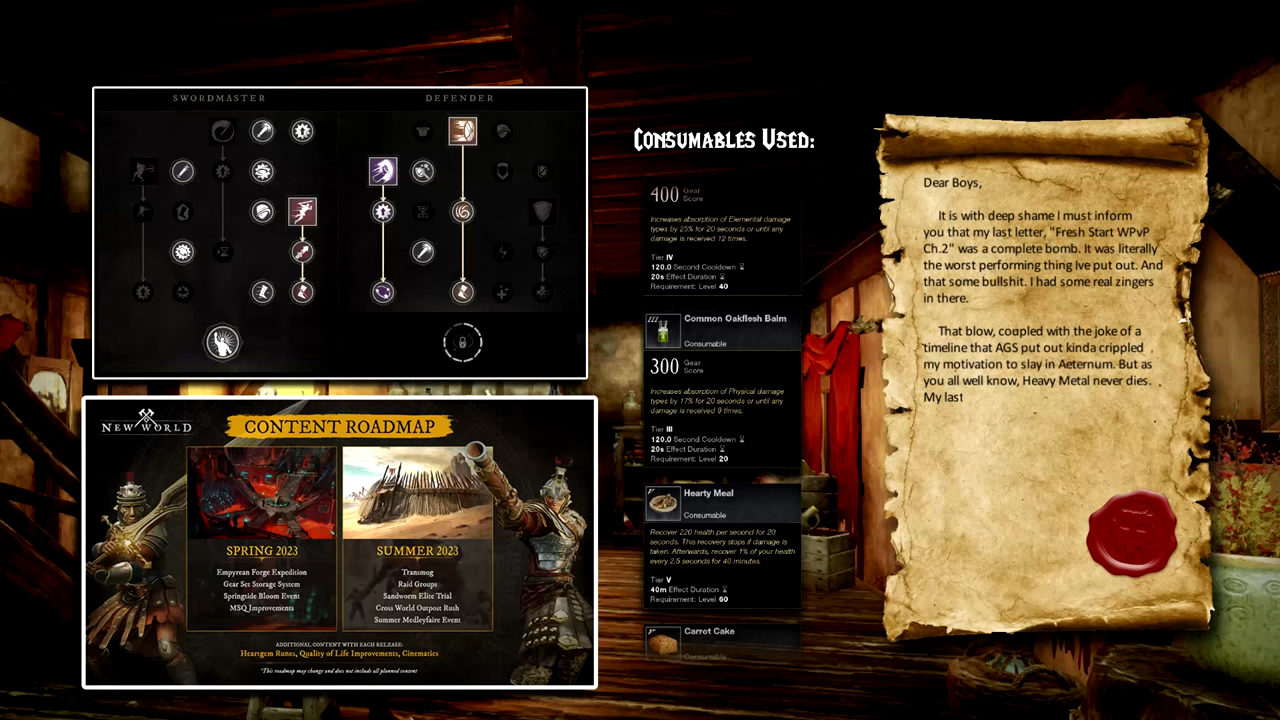 SWORDMASTER
DEFENDER
NEW WORLD
CONTENT ROADMAP
SPRING 2023
Empyrean Forge Expedition
Gear Set Storage System
Springtide Bloom Event
MSQ Improvements
SUMMER 2023
Transmog
Raid Groups
Sandworm Elite Trial
Cross World Outpost Rush
Summer Medleyfaire Event
ADDITIONAL CONTENT WITH EACH RELEASE:
Heartgem Runes, Quality of Life Improvements, Cinematics
*This roadmap may change and does not include all planned content
Consumables Used:
400 Gear
Score
Increases absorption of Elemental damage
types by 25% for 20 seconds or until any
damage is received 12 times.
Tier IV
120.0 Second Cooldown
20s Effect Duration
Requirement: Level 40
III
Common Oakflesh Balm
Consumable
300 Gear
Score
Increases absorption of Physical damage
types by 17% for 20 seconds or until any
damage is received 9 times.
Tier III
120.0 Second Cooldown
20s Effect Duration
Requirement: Level 20
V
Hearty Meal
Consumable
Recover 220 health per second for 20
seconds. This recovery stops if damage is
taken. Afterwards, recover 1% of your health
every 2.5 seconds for 40 minutes.
Tier V
40m Effect Duration
Requirement: Level 60
V
Carrot Cake
Consumable
Dear Boys,
It is with deep shame I must inform
you that my last letter, "Fresh Start WPvP
Ch.2" was a complete bomb. It was literally
the worst performing thing Ive put out. And
that some bullshit. I had some real zingers
in there.
That blow, coupled with the joke of a
timeline that AGS put out kinda crippled
my motivation to slay in Aeternum. But as
you all well know, Heavy Metal never dies.
My last